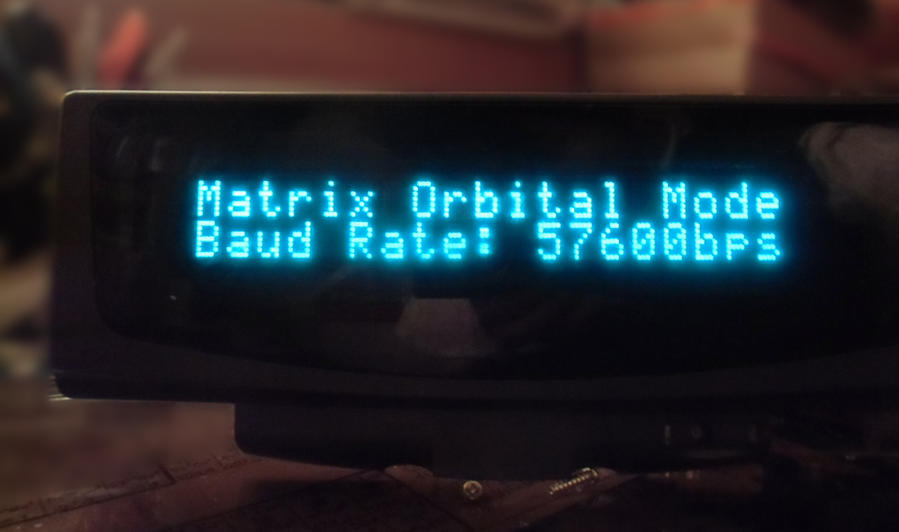 Matrix Orbital Mode
Baud Rate: 57600bps